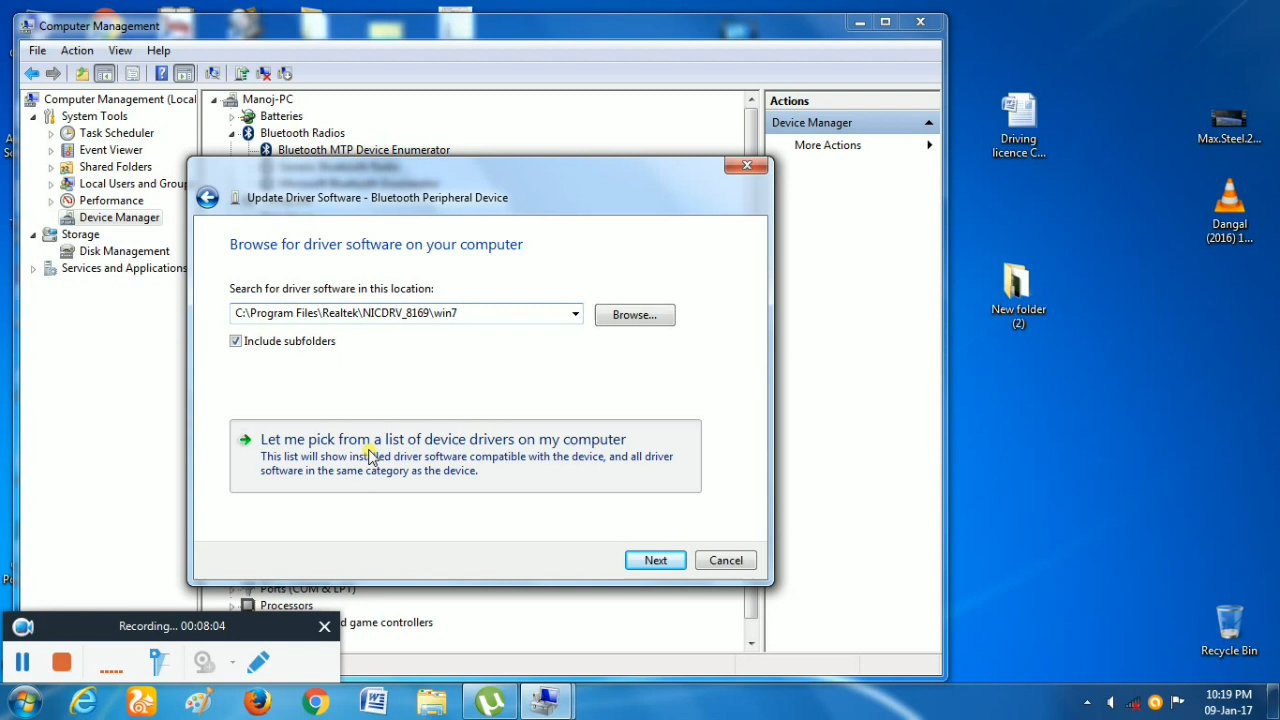 Computer Management
File Action View Help
Computer Management (Local
System Tools
Task Scheduler
Event Viewer
Shared Folders
Local Users and Group
Performance
Device Manager
Storage
Disk Management
Services and Applications
Manoj-PC
Batteries
Bluetooth Radios
Bluetooth MTP Device Enumerator
Actions
Device Manager
More Actions
Update Driver Software - Bluetooth Peripheral Device
Browse for driver software on your computer
Search for driver software in this location:
C:\Program Files\Realtek\NICDRV_8169\win7
Browse...
Include subfolders
Let me pick from a list of device drivers on my computer
This list will show installed driver software compatible with the device, and all driver
software in the same category as the device.
Next Cancel
Ports (COM & LPT)
Processors
and game controllers
Recording... 00:08:04
Driving
licence C...
Max.Steel.2...
Dangal
(2016) 1...
New folder
(2)
Recycle Bin
10:19 PM
09-Jan-17